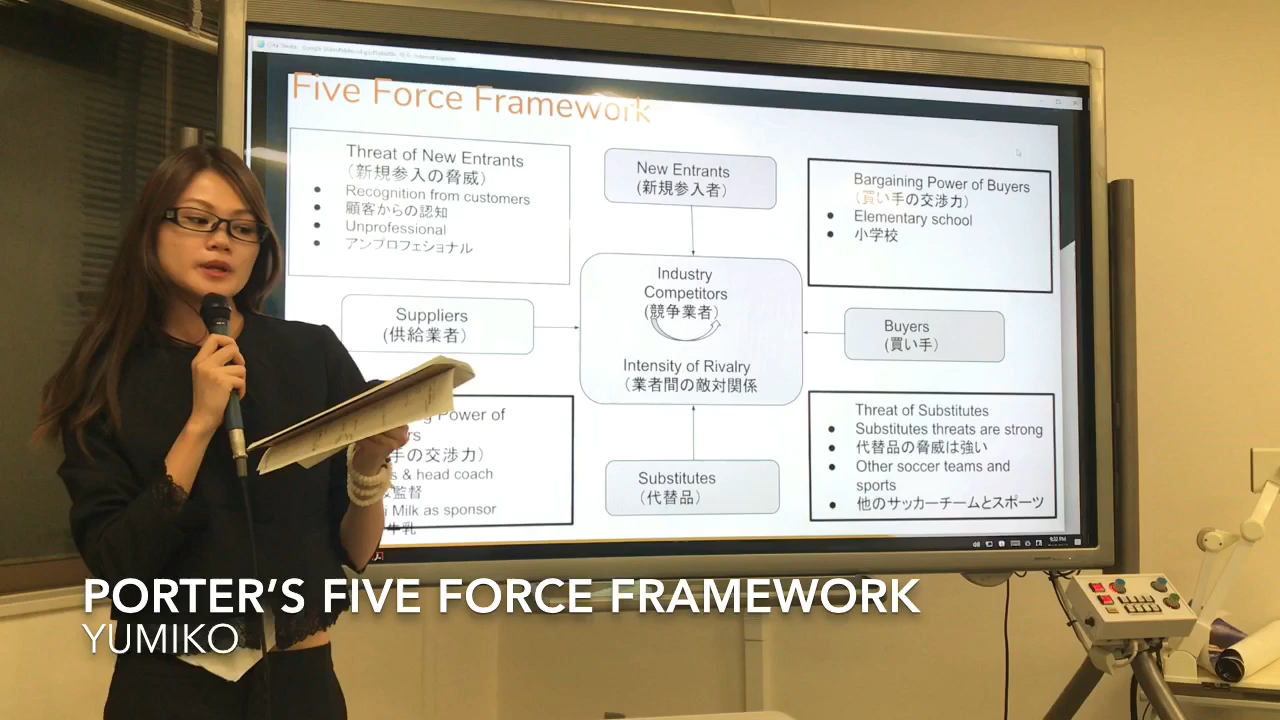 Five Force Framework
Threat of New Entrants
（新規参入の脅威）
Recognition from customers
顧客からの認知
Unprofessional
アンプロフェショナル
New Entrants
（新規参入者）
Bargaining Power of Buyers
（買い手の交渉力）
Elementary school
小学校
Suppliers
（供給業者）
Industry
Competitors
（競争業者）
Intensity of Rivalry
（業者間の敵対関係
Buyers
（買い手）
Power of
手の交渉力）
& head coach
監督
Milk as sponsor
牛乳
Substitutes
（代替品）
Threat of Substitutes
Substitutes threats are strong
代替品の脅威は強い
Other soccer teams and
sports
他のサッカーチームとスポーツ
9:32 PM
PORTER'S FIVE FORCE FRAMEWORK
YUMIKO